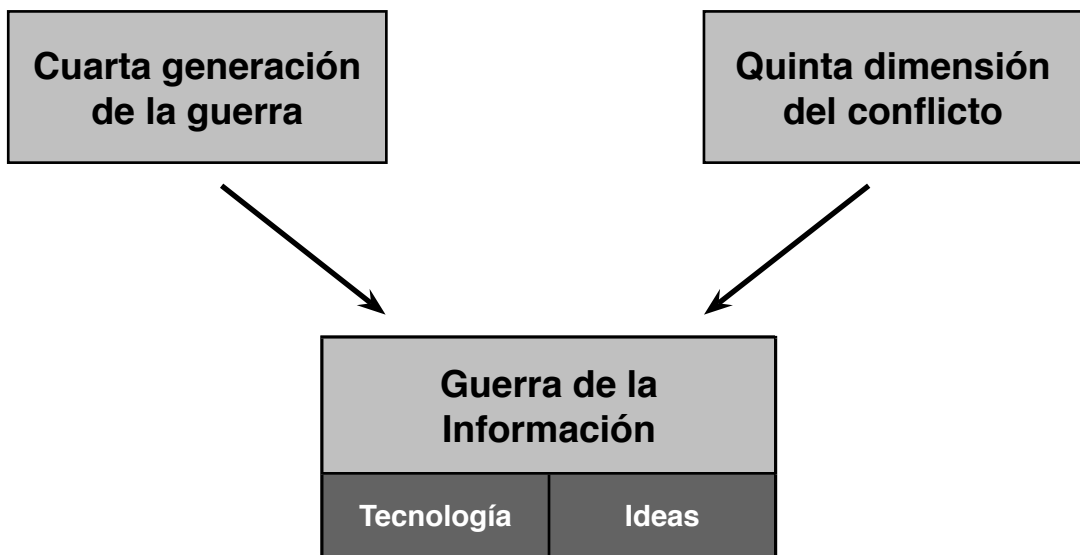 Cuarta generación
de la guerra
Quinta dimensión
del conflicto
Guerra de la
Información
Tecnología
Ideas